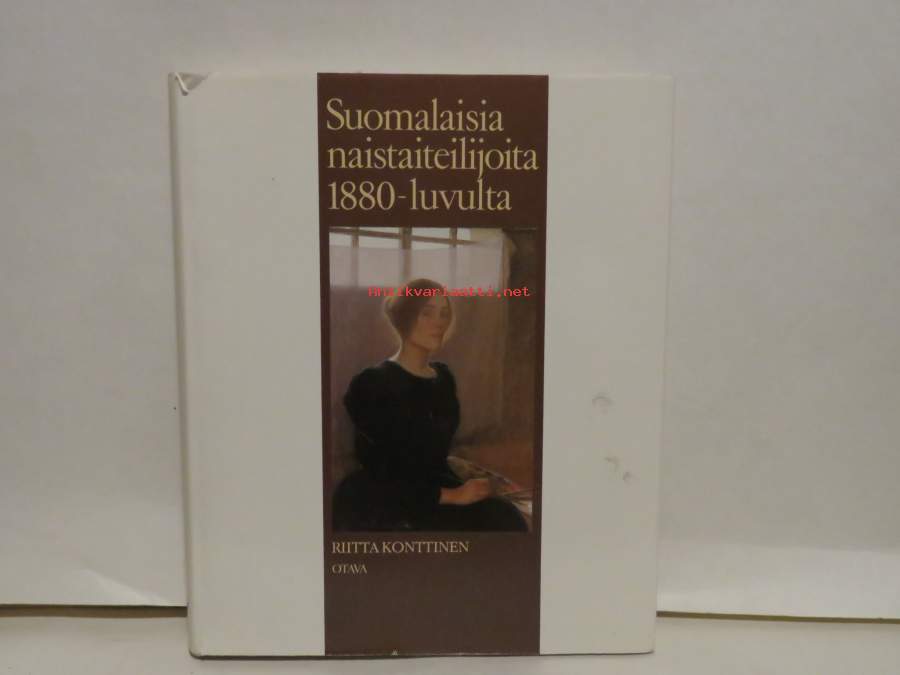 Suomalaisia
naistaiteilijoita
1880-luvulta
Antikvariaatti.net
RIITTA KONTTINEN
OTAVA